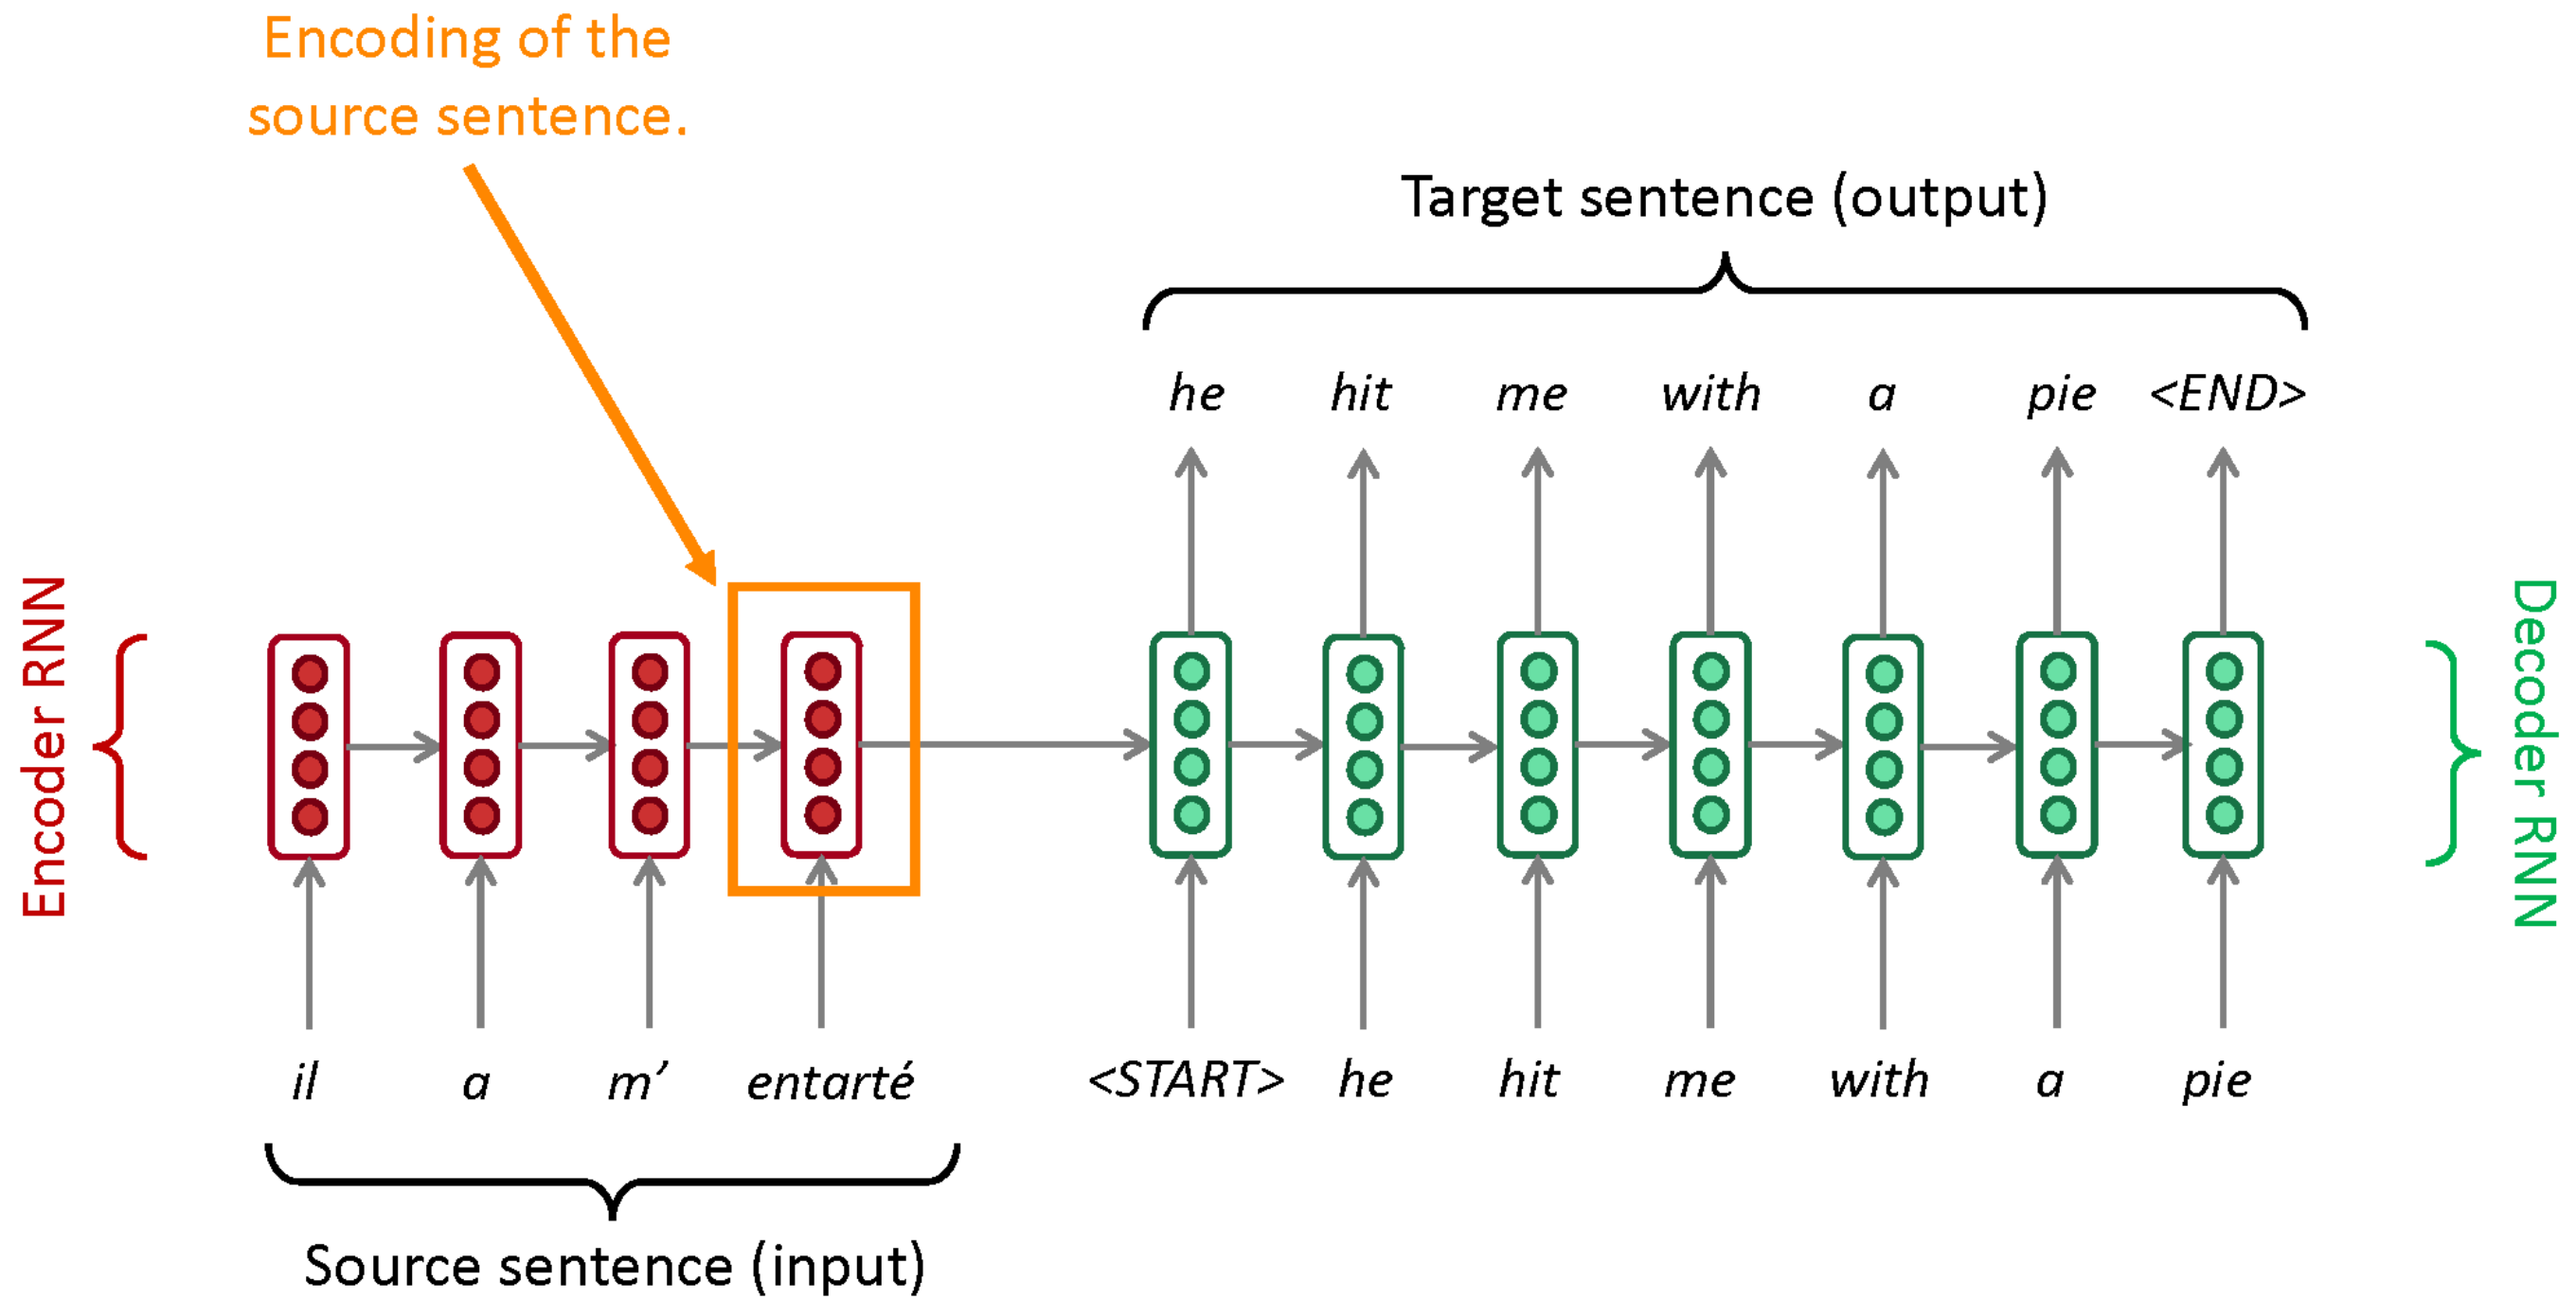 Encoding of the
source sentence.
Target sentence (output)
he hit me with a pie <END>
Encoder RNN
Decoder RNN
il a m’ entarté <START> he hit me with a pie
Source sentence (input)